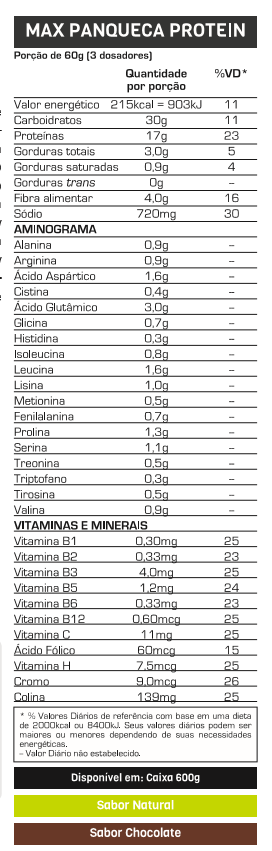 MAX PANQUECA PROTEIN
Porção de 60g (3 dosadores)
Quantidade por porção %VD*
Valor energético 215kcal = 903kJ 11
Carboidratos 30g 11
Proteínas 17g 23
Gorduras totais 3,0g 5
Gorduras saturadas 0,9g 4
Gorduras trans 0g –
Fibra alimentar 4,0g 16
Sódio 720mg 30
AMINOGRAMA
Alanina 0,9g –
Arginina 0,9g –
Ácido Aspártico 1,6g –
Cistina 0,4g –
Ácido Glutâmico 3,0g –
Glicina 0,7g –
Histidina 0,3g –
Isoleucina 0,8g –
Leucina 1,6g –
Lisina 1,0g –
Metionina 0,5g –
Fenilalanina 0,7g –
Prolina 1,3g –
Serina 1,1g –
Treonina 0,5g –
Triptofano 0,3g –
Tirosina 0,5g –
Valina 0,9g –
VITAMINAS E MINERAIS
Vitamina B1 0,30mg 25
Vitamina B2 0,33mg 23
Vitamina B3 4,0mg 25
Vitamina B5 1,2mg 24
Vitamina B6 0,33mg 23
Vitamina B12 0,60mcg 25
Vitamina C 11mg 25
Ácido Fólico 60mcg 15
Vitamina H 7,5mcg 25
Cromo 9,0mcg 26
Colina 139mg 25
* % Valores Diários de referência com base em uma dieta
de 2000kcal ou 8400kJ. Seus valores diários podem ser
maiores ou menores dependendo de suas necessidades
energéticas.
– Valor Diário não estabelecido.
Disponível em: Caixa 600g
Sabor Natural
Sabor Chocolate